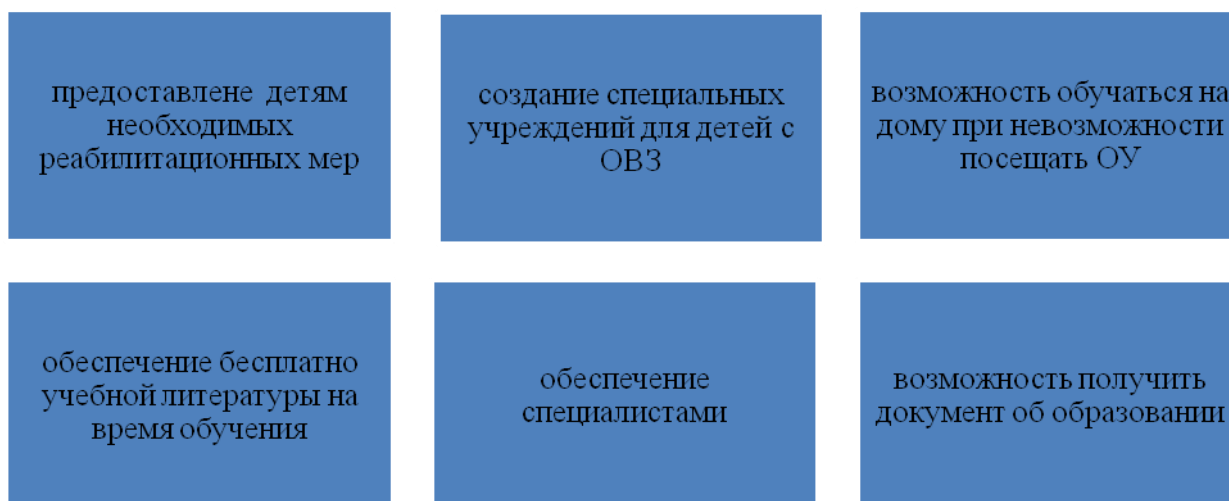 предоставлене детям
необходимых
реабилитационных мер
создание специальных
учреждений для детей с
ОВЗ
возможность обучаться на
дому при невозможности
посещать ОУ
обеспечение бесплатно
учебной литературы на
время обучения
обеспечение
специалистами
возможность получить
документ об образовании